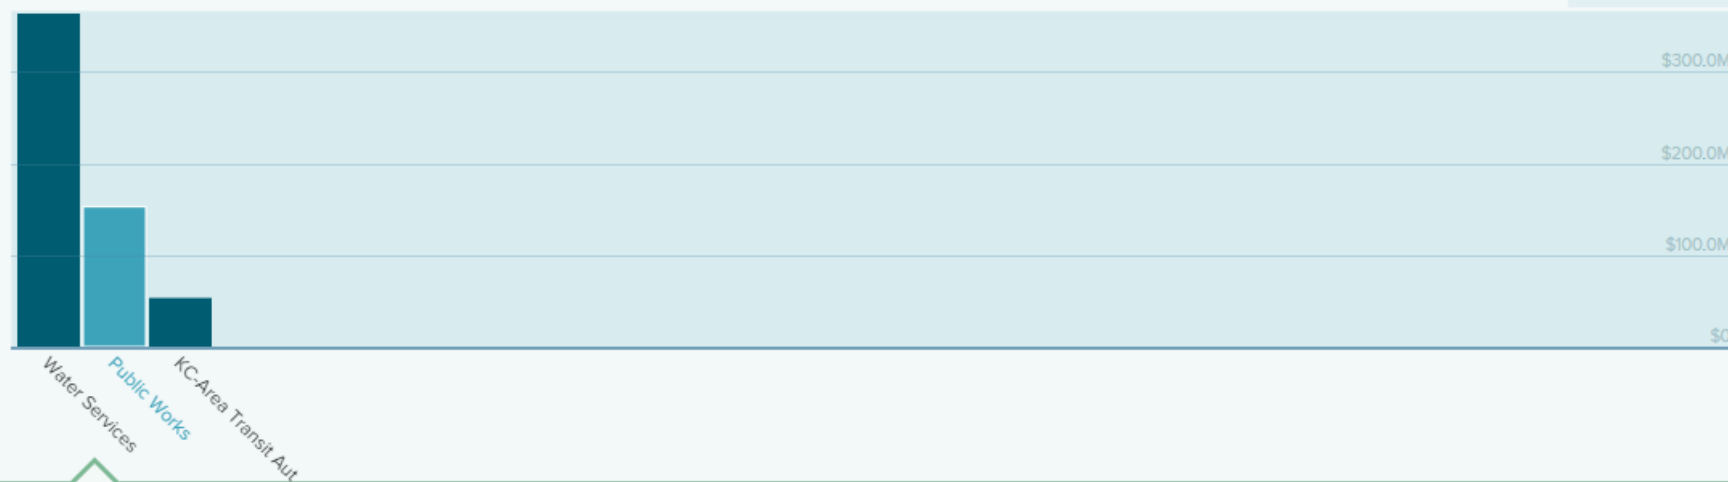 $300.0M
$200.0M
$100.0M
$0
Water Services
Public Works
KC-Area Transit Aut